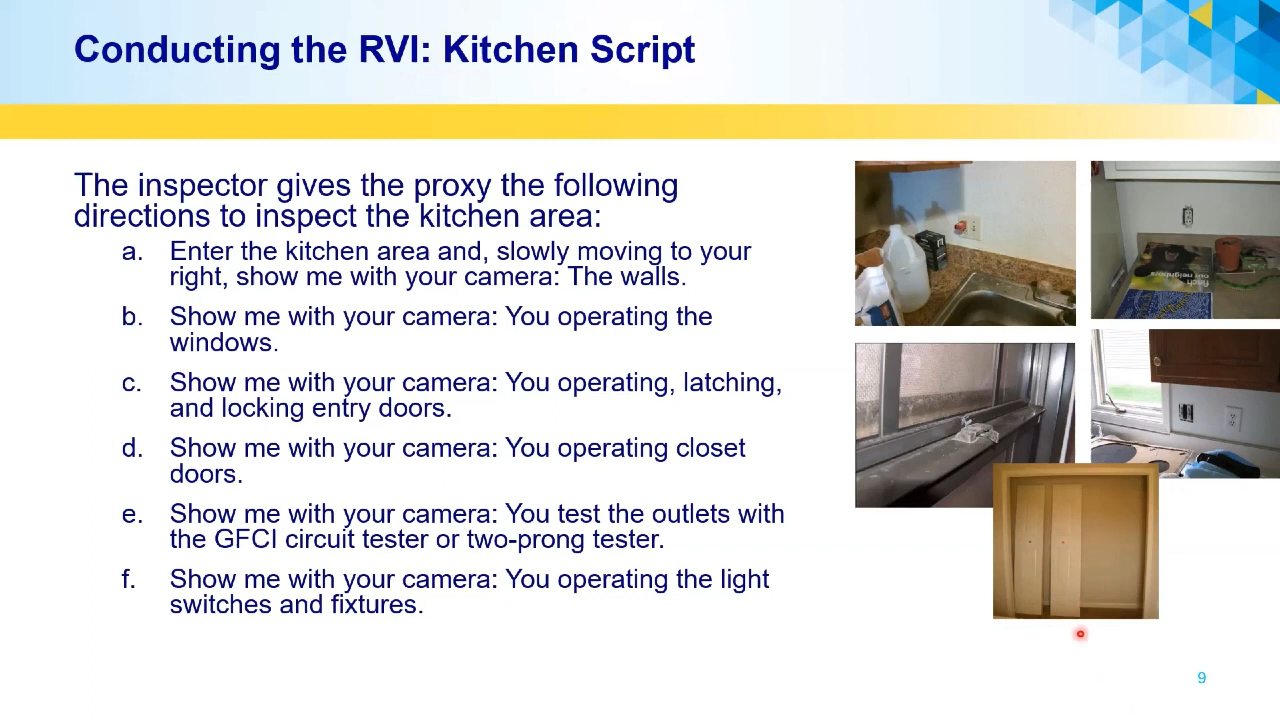 Conducting the RVI: Kitchen Script
The inspector gives the proxy the following
directions to inspect the kitchen area:
a. Enter the kitchen area and, slowly moving to your
right, show me with your camera: The walls.
b. Show me with your camera: You operating the
windows.
c. Show me with your camera: You operating, latching,
and locking entry doors.
d. Show me with your camera: You operating closet
doors.
e. Show me with your camera: You test the outlets with
the GFCI circuit tester or two-prong tester.
f. Show me with your camera: You operating the light
switches and fixtures.
finch
our neighbors
9